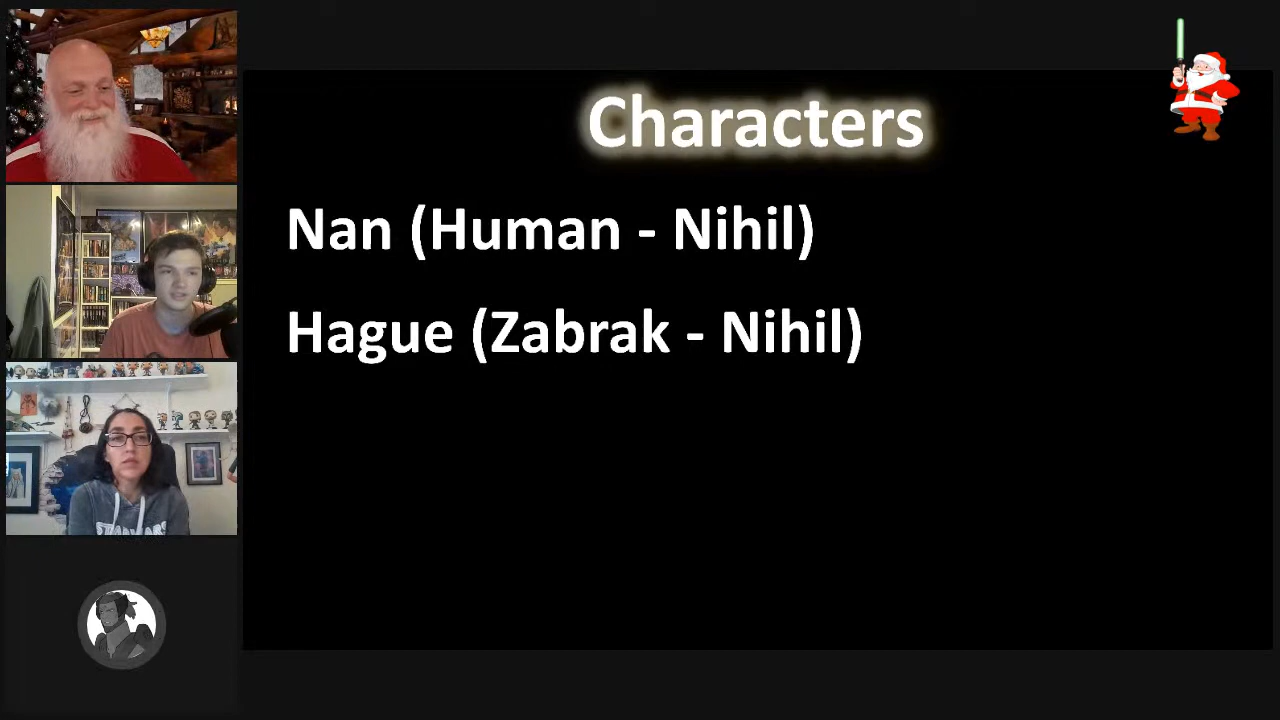 Characters
Nan (Human - Nihil)
Hague (Zabrak - Nihil)